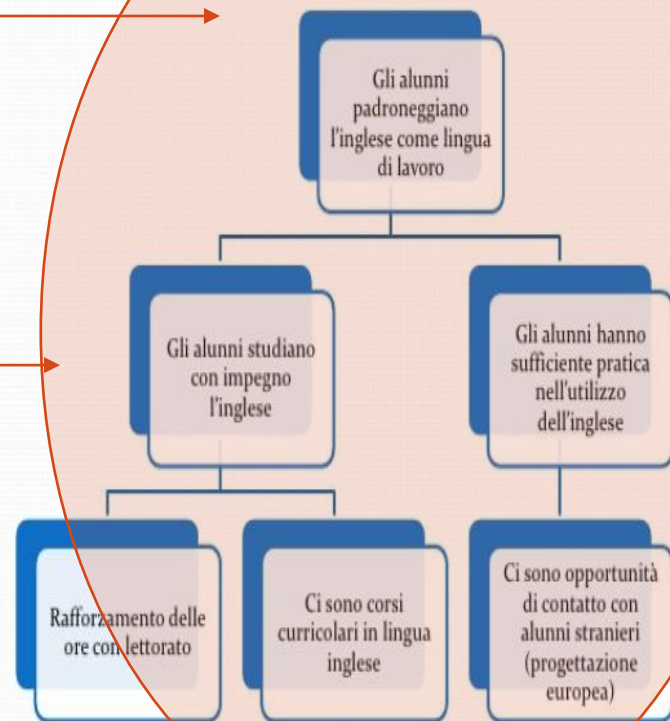 Gli alunni
padroneggiano
l'inglese come lingua
di lavoro
Gli alunni studiano
con impegno
l'inglese
Gli alunni hanno
sufficiente pratica
nell'utilizzo
dell'inglese
Rafforzamento delle
ore con lettorato
Ci sono corsi
curricolari in lingua
inglese
Ci sono opportunità
di contatto con
alunni stranieri
(progettazione
europea)